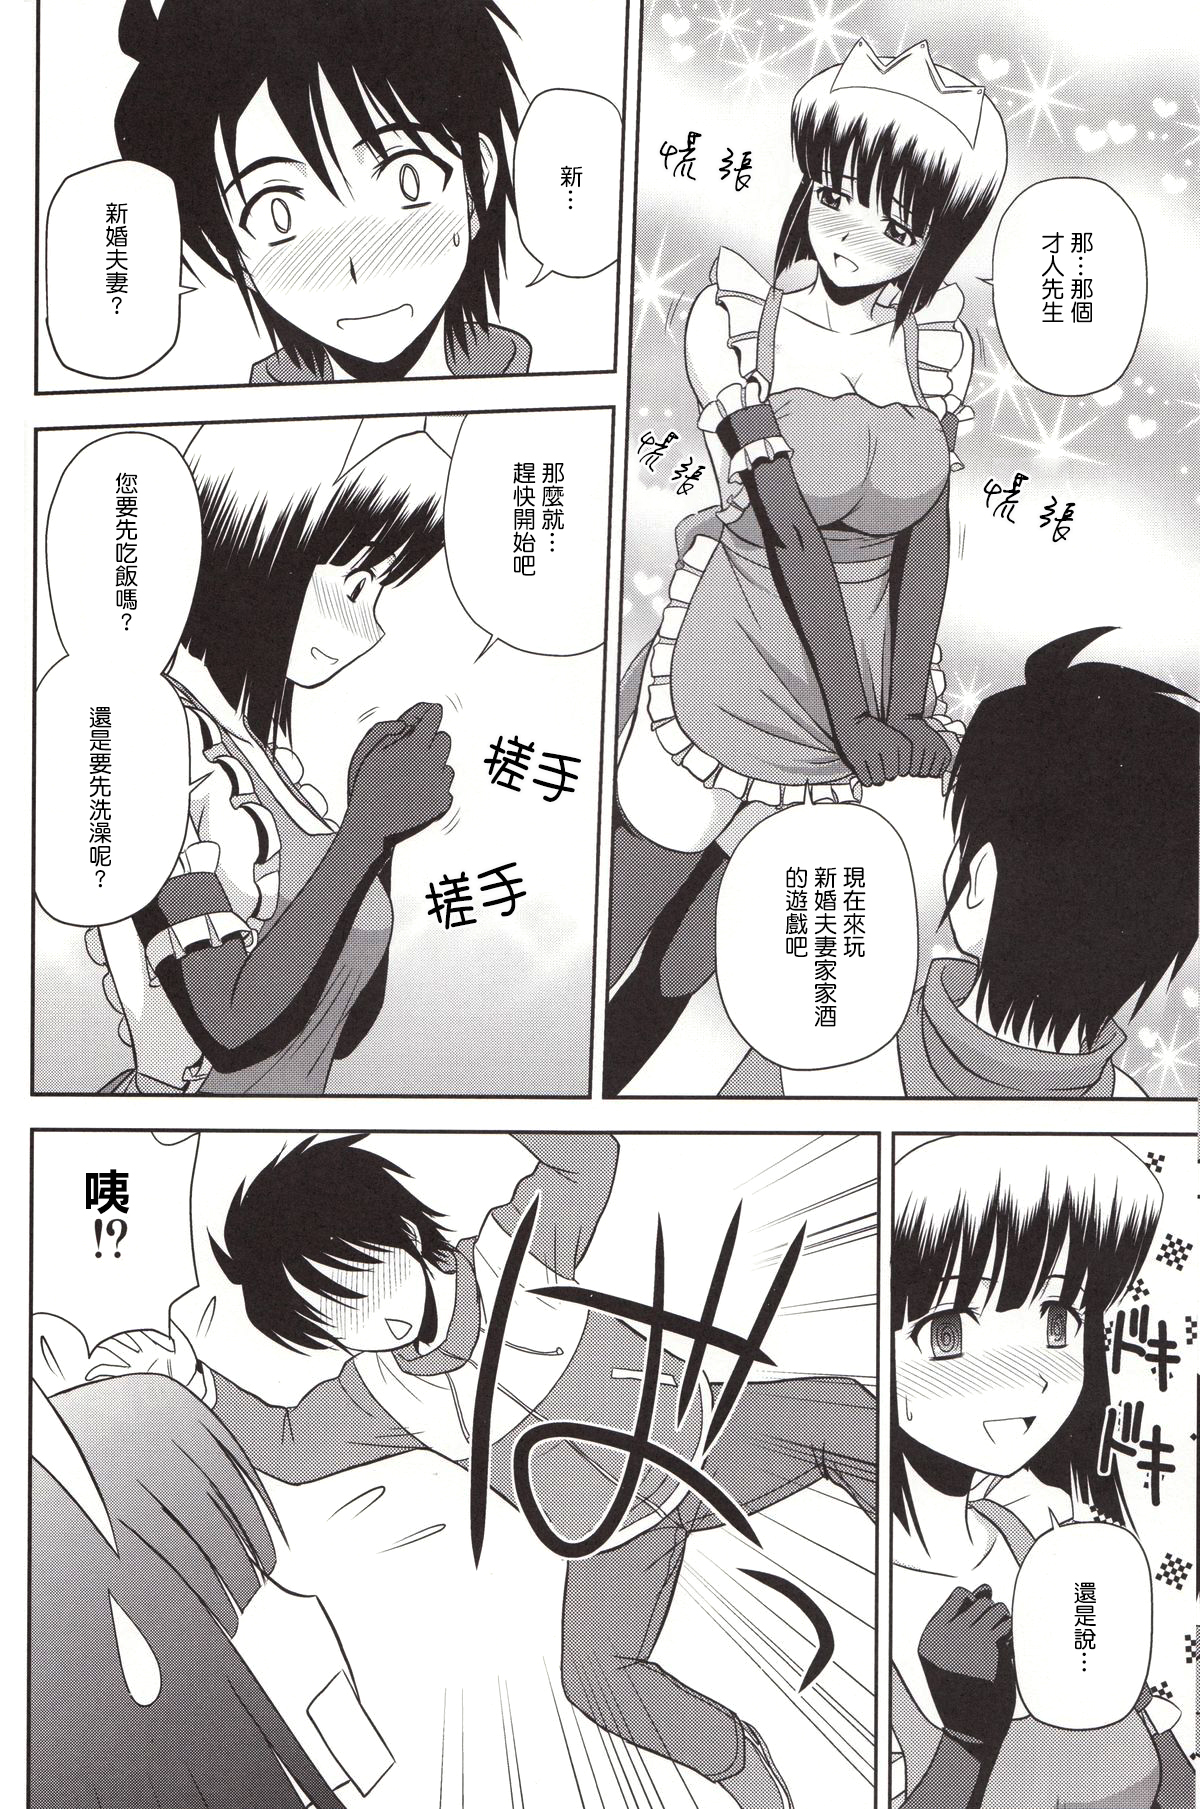 那…那個
才人先生
慌張
慌張
慌張
現在來玩
新婚夫妻家家酒
的遊戲吧
新…
新婚夫妻？
那麼就…
趕快開始吧
您要先吃飯嗎？
還是要先洗澡呢？
搓手
搓手
ドキ
ドキ
還是說…
ガバッ
咦
!?